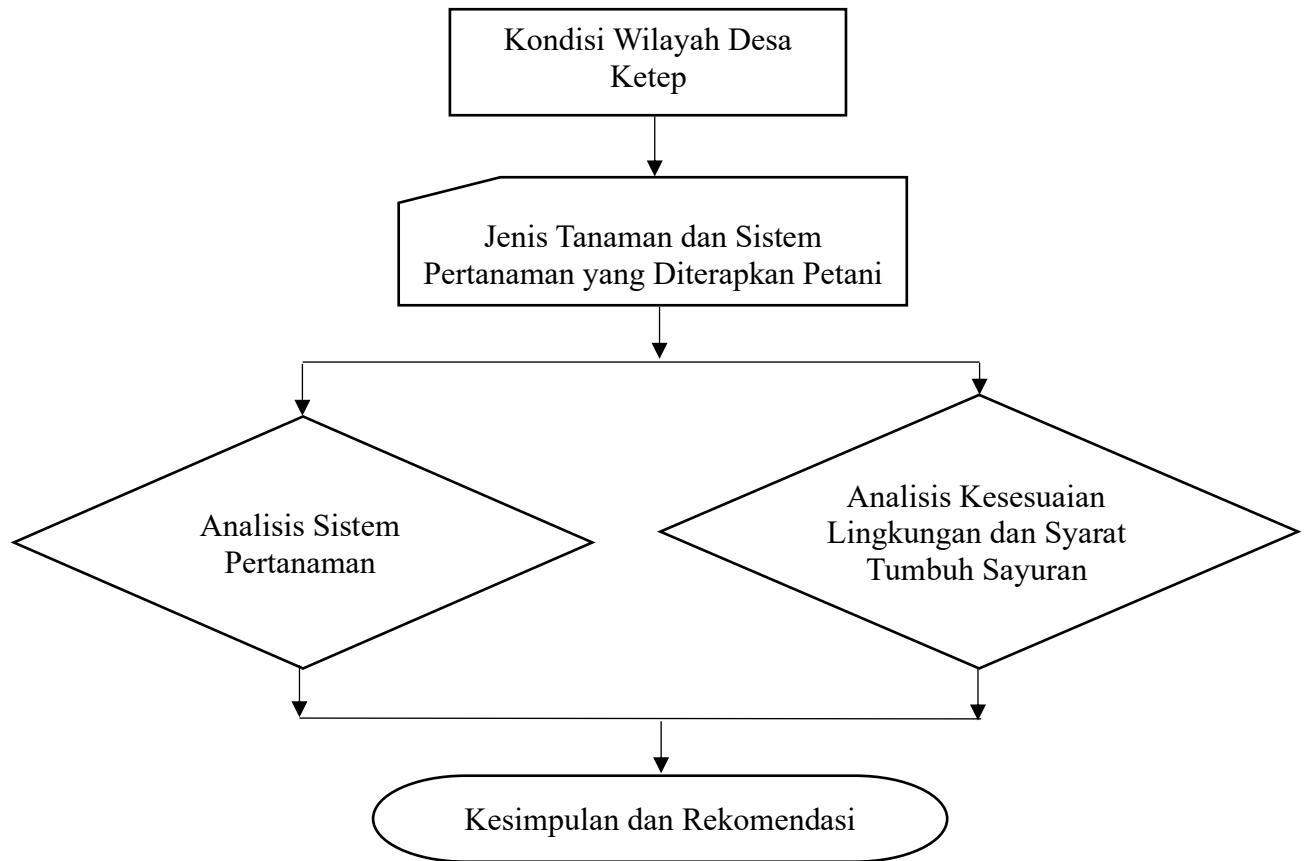 Kondisi Wilayah Desa
Ketep
Jenis Tanaman dan Sistem
Pertanaman yang Diterapkan Petani
Analisis Sistem
Pertanaman
Analisis Kesesuaian
Lingkungan dan Syarat
Tumbuh Sayuran
Kesimpulan dan Rekomendasi